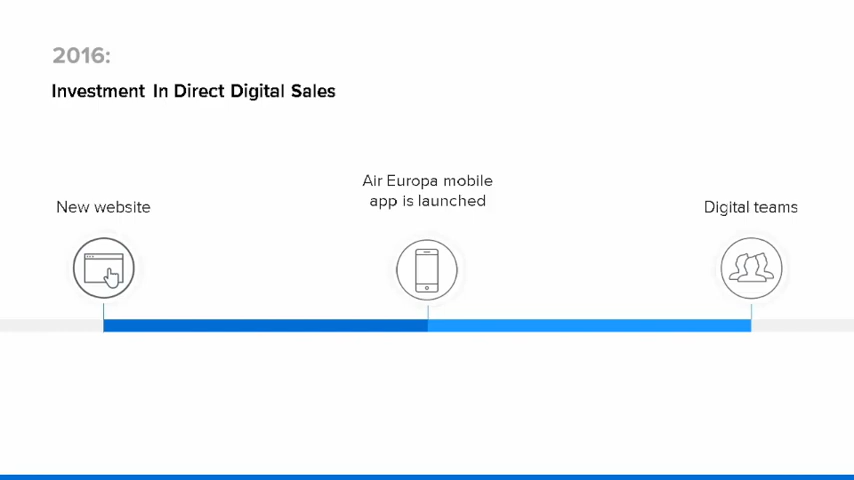 2016:
Investment In Direct Digital Sales
Air Europa mobile
app is launched
New website
Digital teams